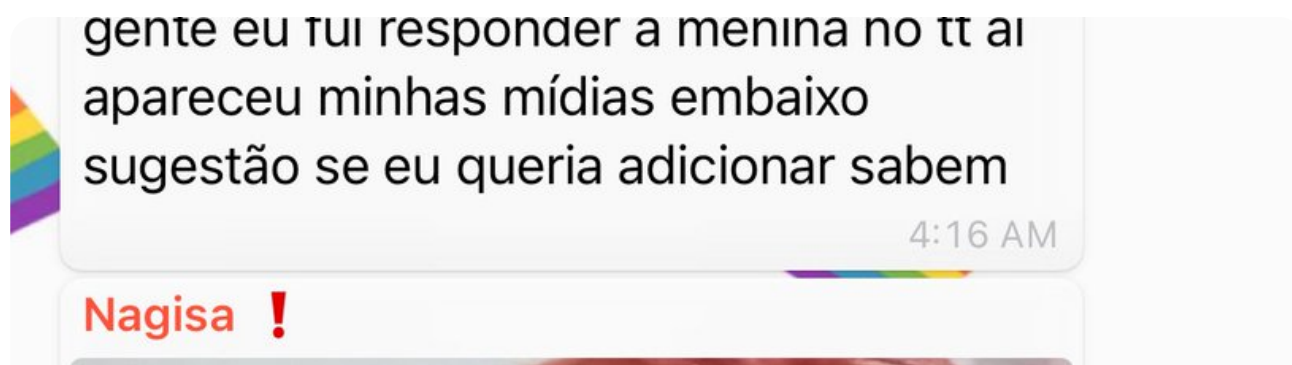 gente eu fui responder a menina no tt aí
apareceu minhas mídias embaixo
sugestão se eu queria adicionar sabem
4:16 AM
Nagisa ❗